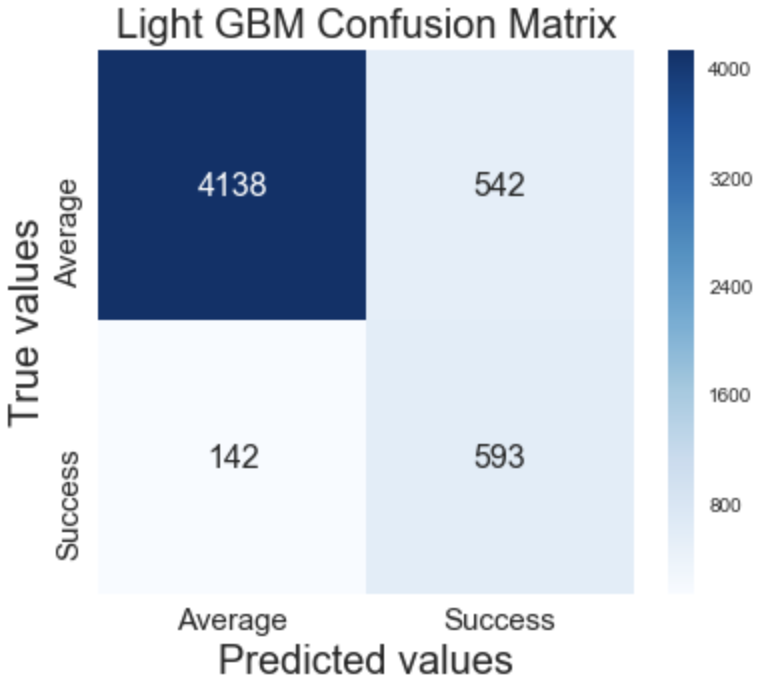 Light GBM Confusion Matrix
True values
Average
Success
4138
542
142
593
4000
3200
2400
1600
800
Average
Success
Predicted values